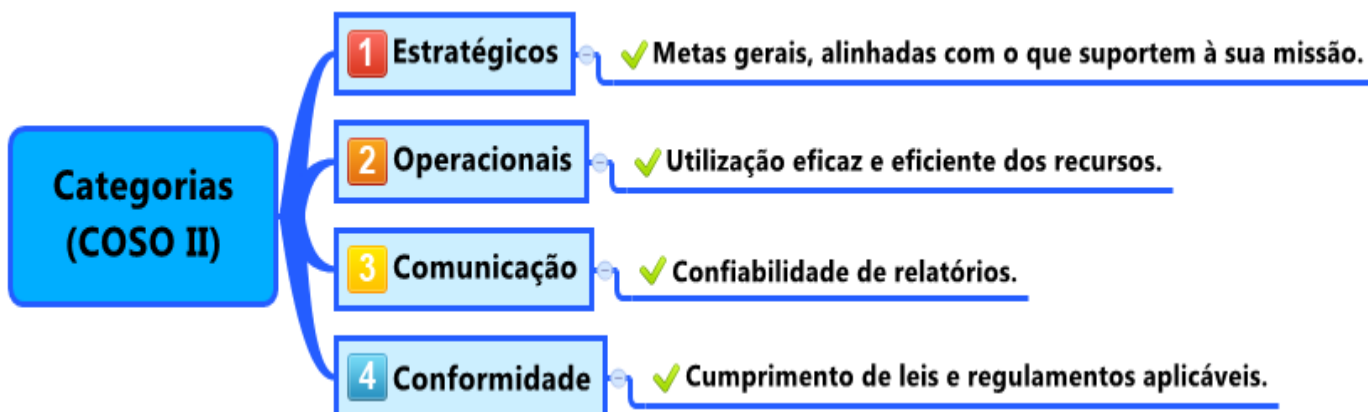 1 Estratégicos
Metas gerais, alinhadas com o que suportem à sua missão.
2 Operacionais
Utilização eficaz e eficiente dos recursos.
Categorias
(COSO II)
3 Comunicação
Confiabilidade de relatórios.
4 Conformidade
Cumprimento de leis e regulamentos aplicáveis.